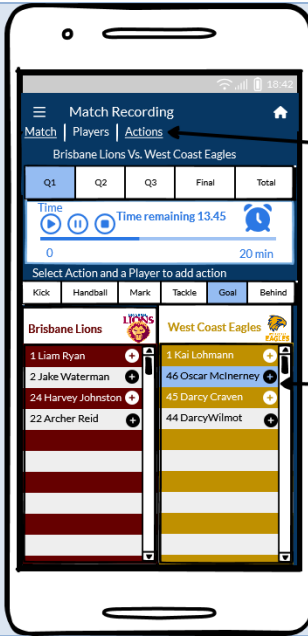 18:42
Match Recording
Match | Players | Actions
Brisbane Lions Vs. West Coast Eagles
Q1 Q2 Q3 Final Total
Time
Time remaining 13.45
0 20 min
Select Action and a Player to add action
Kick Handball Mark Tackle Goal Behind
Brisbane Lions LIONS West Coast Eagles EAGLES
1 Liam Ryan + 1 Kai Lohmann +
2 Jake Waterman + 46 Oscar McInerney +
24 Harvey Johnston + 45 Darcy Craven +
22 Archer Reid + 44 DarcyWilmot +